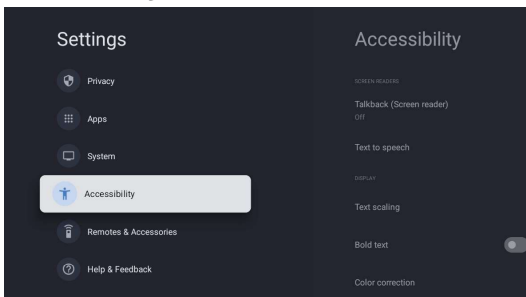 Settings
Privacy
Apps
System
Accessibility
Remotes & Accessories
Help & Feedback
Accessibility
SCREEN READERS
Talkback (Screen reader)
Off
Text to speech
DISPLAY
Text scaling
Bold text
Color correction